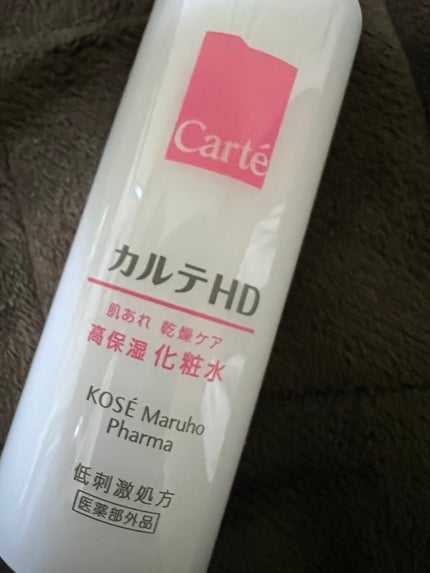 Carté
カルテHD
肌あれ 乾燥ケア
高保湿 化粧水
KOSÉ Maruho
Pharma
低刺激処方
医薬部外品